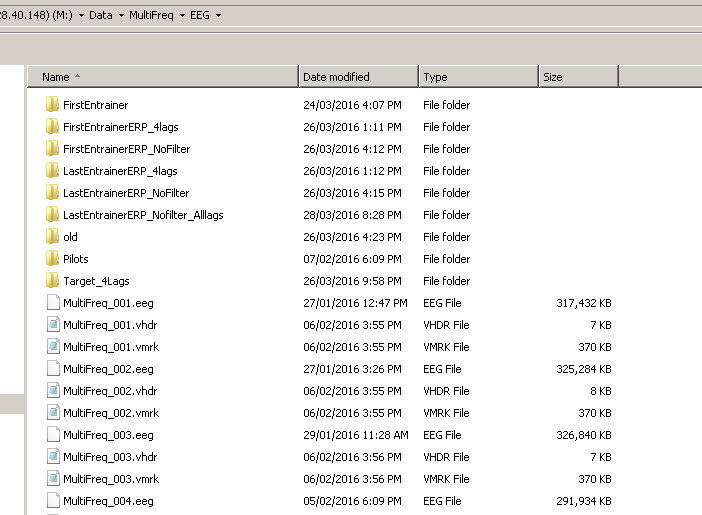 28.40.148) (M:) Data MultiFreq EEG
Name Date modified Type Size
FirstEntrainer 24/03/2016 4:07 PM File folder
FirstEntrainerERP_4lags 26/03/2016 1:11 PM File folder
FirstEntrainerERP_NoFilter 26/03/2016 4:12 PM File folder
LastEntrainerERP_4lags 26/03/2016 1:12 PM File folder
LastEntrainerERP_NoFilter 26/03/2016 4:15 PM File folder
LastEntrainerERP_Nofilter_Alllags 28/03/2016 8:28 PM File folder
old 26/03/2016 4:23 PM File folder
Pilots 07/02/2016 6:09 PM File folder
Target_4Lags 26/03/2016 9:58 PM File folder
MultiFreq_001.eeg 27/01/2016 12:47 PM EEG File 317,432 KB
MultiFreq_001.vhdr 06/02/2016 3:55 PM VHDR File 7 KB
MultiFreq_001.vmrk 06/02/2016 3:55 PM VMRK File 370 KB
MultiFreq_002.eeg 27/01/2016 3:26 PM EEG File 325,284 KB
MultiFreq_002.vhdr 06/02/2016 3:55 PM VHDR File 8 KB
MultiFreq_002.vmrk 06/02/2016 3:55 PM VMRK File 370 KB
MultiFreq_003.eeg 29/01/2016 11:28 AM EEG File 326,840 KB
MultiFreq_003.vhdr 06/02/2016 3:56 PM VHDR File 7 KB
MultiFreq_003.vmrk 06/02/2016 3:56 PM VMRK File 370 KB
MultiFreq_004.eeg 05/02/2016 6:09 PM EEG File 291,934 KB